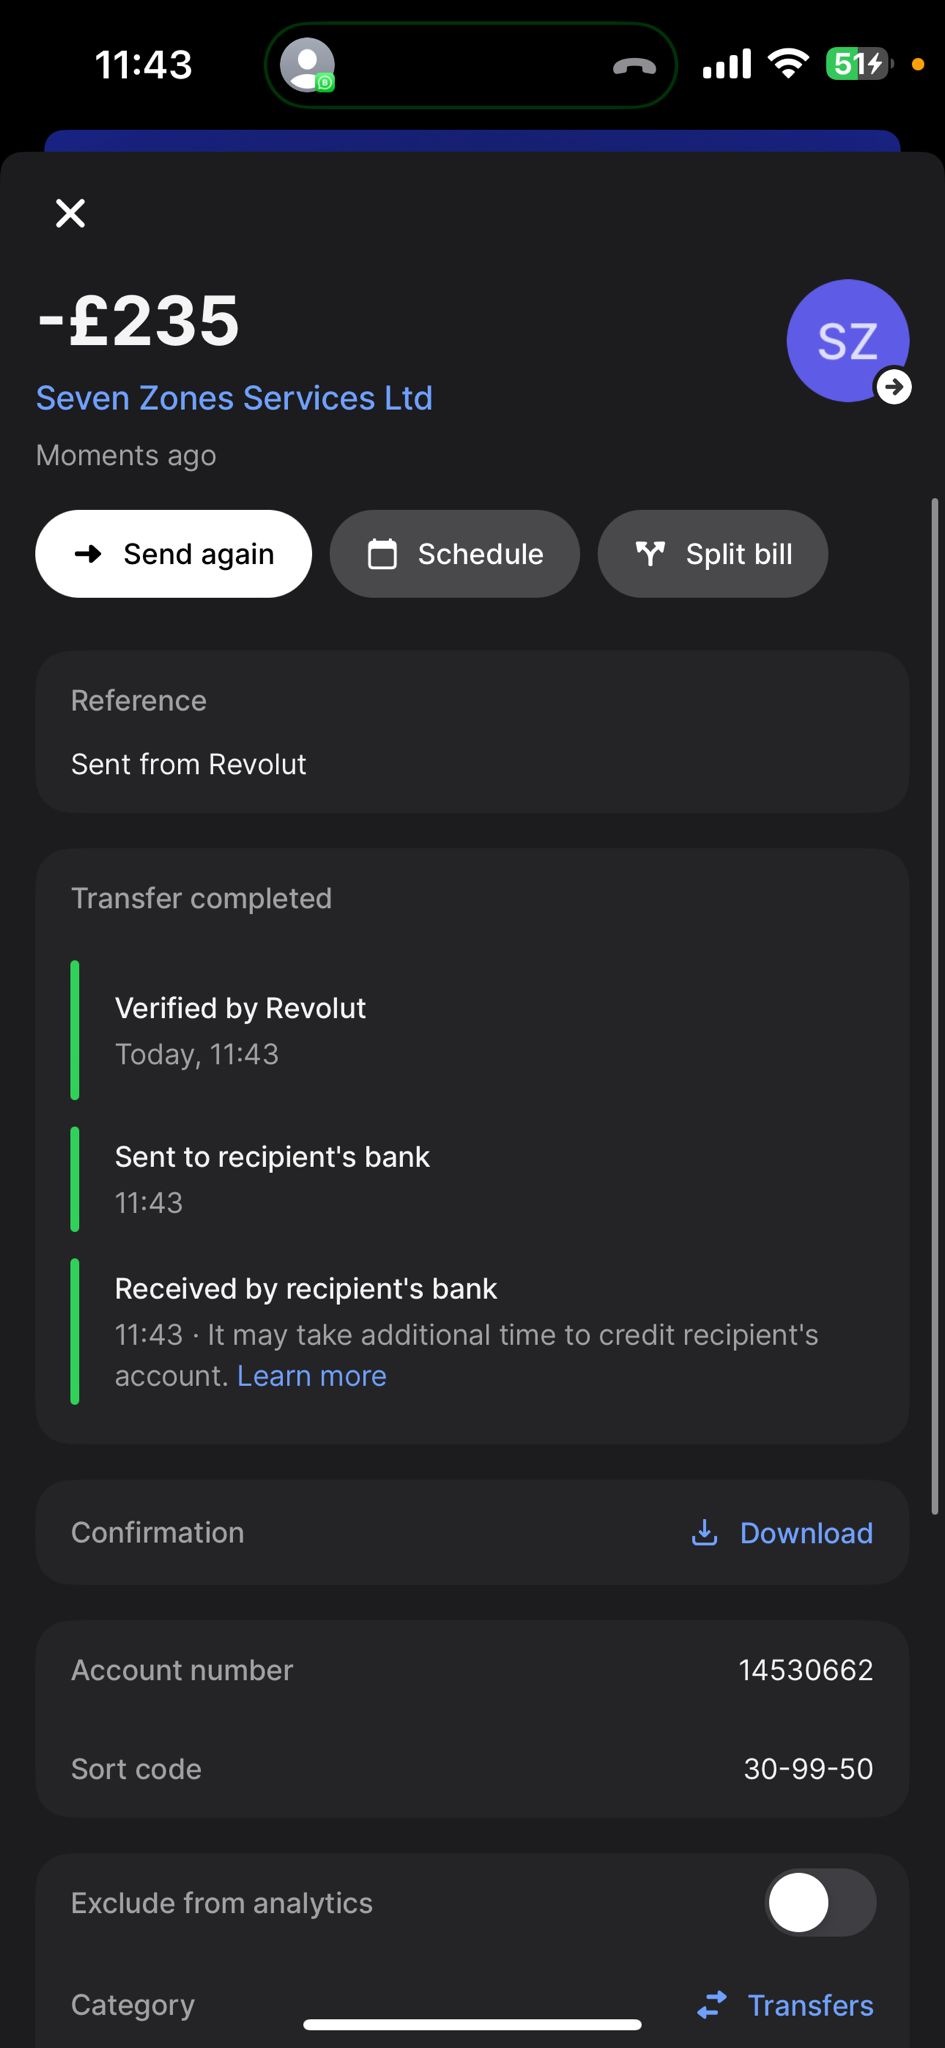 11:43
51
-£235
SZ
Seven Zones Services Ltd
Moments ago
Send again
Schedule
Split bill
Reference
Sent from Revolut
Transfer completed
Verified by Revolut
Today, 11:43
Sent to recipient's bank
11:43
Received by recipient's bank
11:43 · It may take additional time to credit recipient's
account. Learn more
Confirmation
Download
Account number
14530662
Sort code
30-99-50
Exclude from analytics
Category
Transfers